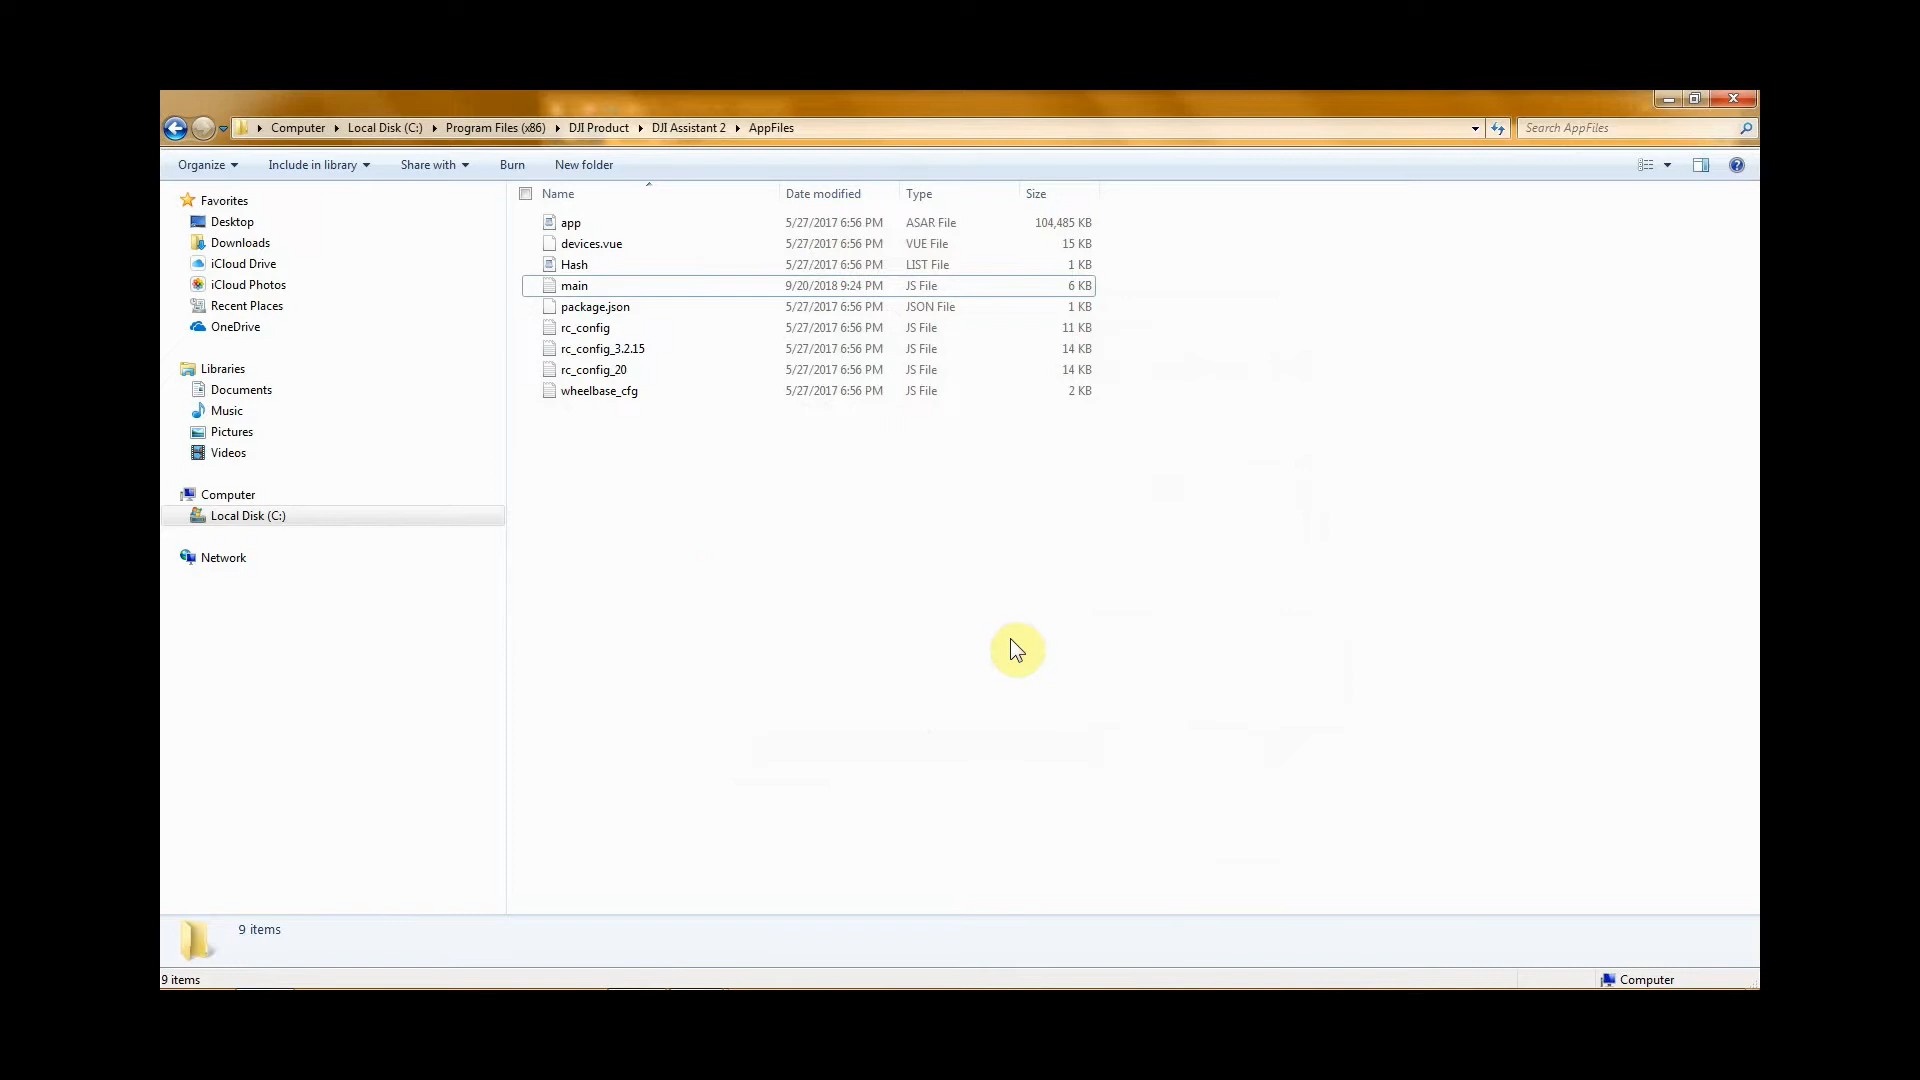 Computer Local Disk (C:) Program Files (x86) DJI Product DJI Assistant 2 AppFiles Search AppFiles
Organize Include in library Share with Burn New folder
Favorites
Desktop
Downloads
iCloud Drive
iCloud Photos
Recent Places
OneDrive
Libraries
Documents
Music
Pictures
Videos
Computer
Local Disk (C:)
Network
Name Date modified Type Size
app 5/27/2017 6:56 PM ASAR File 104,485 KB
devices.vue 5/27/2017 6:56 PM VUE File 15 KB
Hash 5/27/2017 6:56 PM LIST File 1 KB
main 9/20/2018 9:24 PM JS File 6 KB
package.json 5/27/2017 6:56 PM JSON File 1 KB
rc_config 5/27/2017 6:56 PM JS File 11 KB
rc_config_3.2.15 5/27/2017 6:56 PM JS File 14 KB
rc_config_20 5/27/2017 6:56 PM JS File 14 KB
wheelbase_cfg 5/27/2017 6:56 PM JS File 2 KB
9 items
9 items Computer